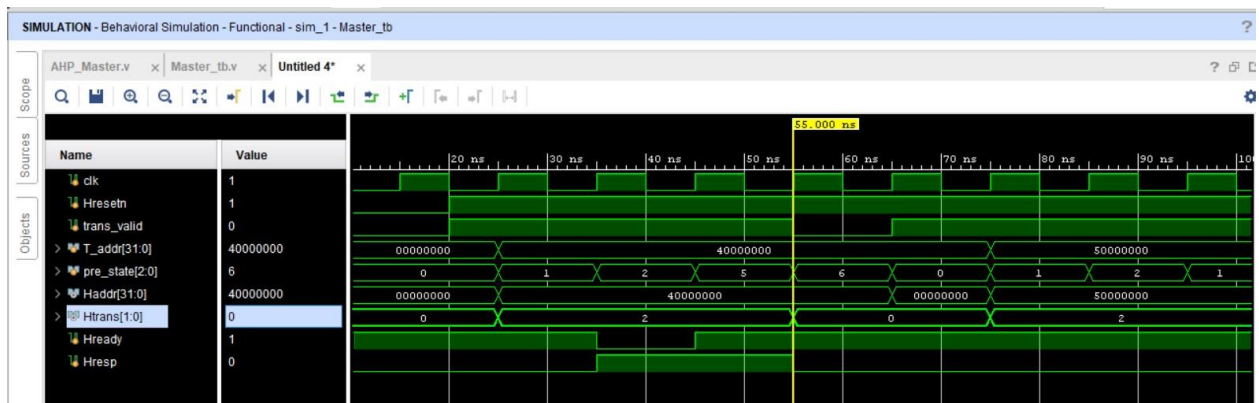 SIMULATION - Behavioral Simulation - Functional - sim_1 - Master_tb ?
Scope
Sources
Objects
AHP_Master.v × Master_tb.v × Untitled 4* × ?
55.000 ns
Name Value
20 ns 30 ns 40 ns 50 ns 60 ns 70 ns 80 ns 90 ns 10
clk 1
Hresetn 1
trans_valid 0
> T_addr[31:0] 40000000 00000000 40000000 50000000
> pre_state[2:0] 6 0 1 2 5 6 0 1 2 1
> Haddr[31:0] 40000000 00000000 40000000 00000000 50000000
> Htrans[1:0] 0 0 2 0 2
Hready 1
Hresp 0